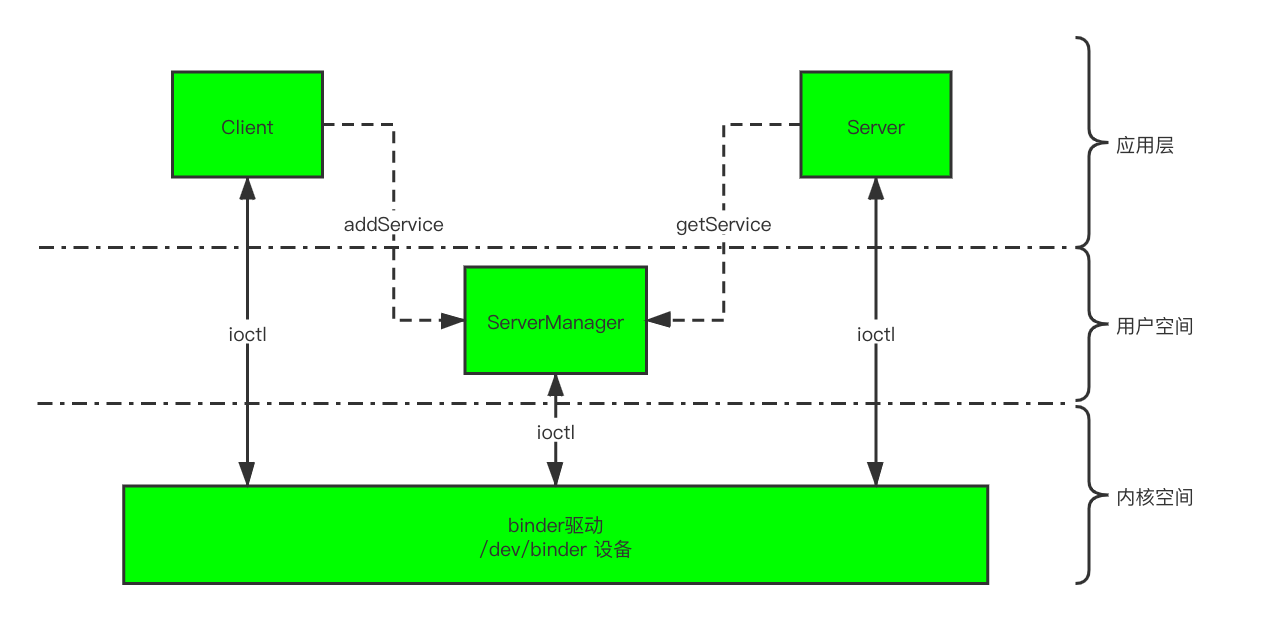 Client
Server
应用层
addService
getService
ServerManager
用户空间
ioctl
ioctl
ioctl
内核空间
binder驱动
/dev/binder 设备